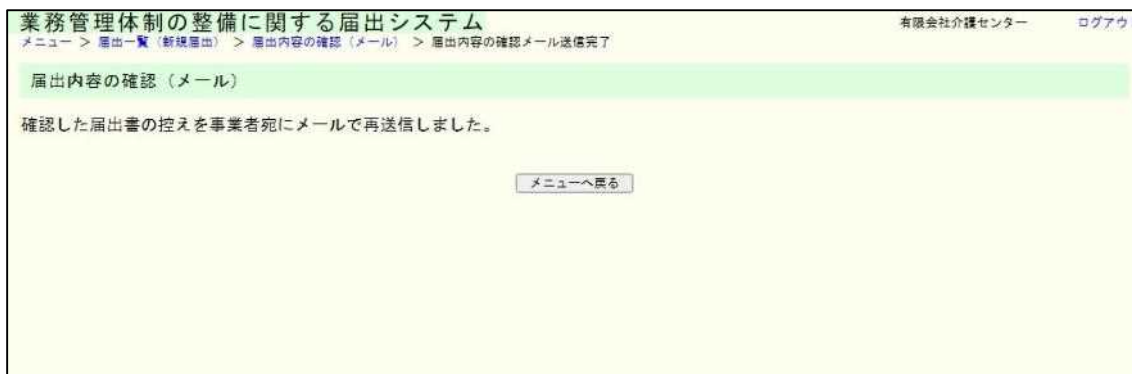 業務管理体制の整備に関する届出システム
有限会社介護センター ログアウ
メニュー > 届出一覧（新規届出） > 届出内容の確認（メール） > 届出内容の確認メール送信完了
届出内容の確認（メール）
確認した届出書の控えを事業者宛にメールで再送信しました。
メニューへ戻る